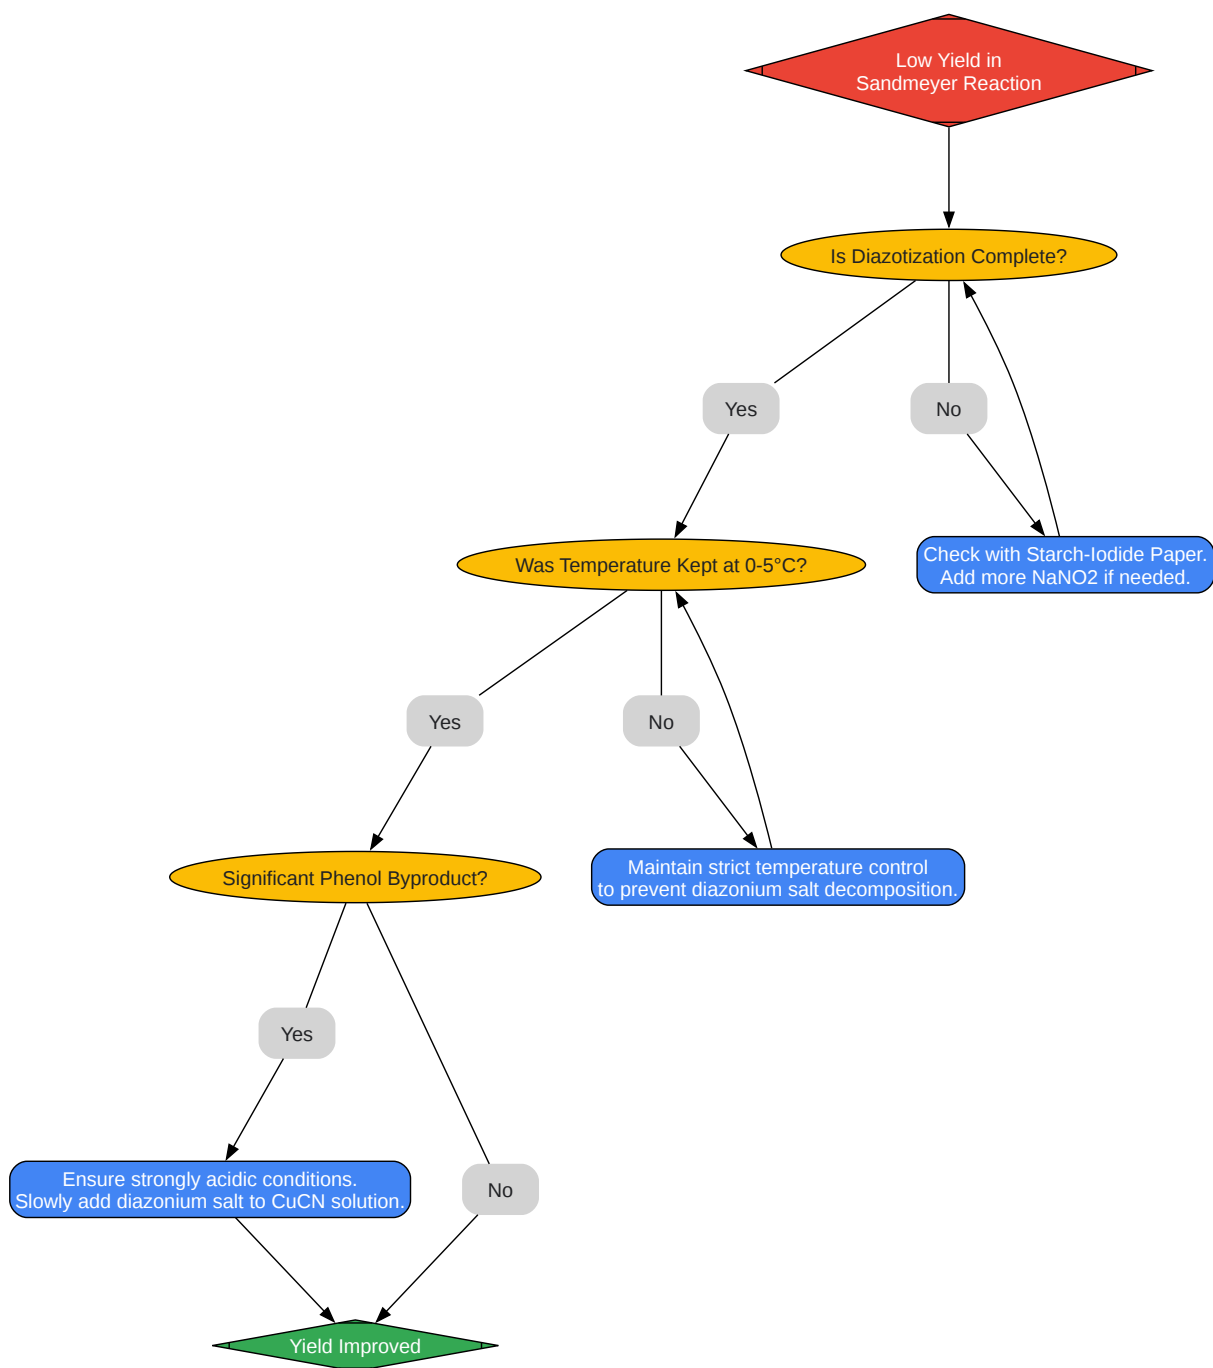 Low Yield in
Sandmeyer Reaction
Is Diazotization Complete?
Yes
No
Was Temperature Kept at 0-5°C?
Check with Starch-Iodide Paper.
Add more NaNO2 if needed.
Yes
No
Significant Phenol Byproduct?
Maintain strict temperature control
to prevent diazonium salt decomposition.
Yes
Ensure strongly acidic conditions.
Slowly add diazonium salt to CuCN solution.
No
Yield Improved